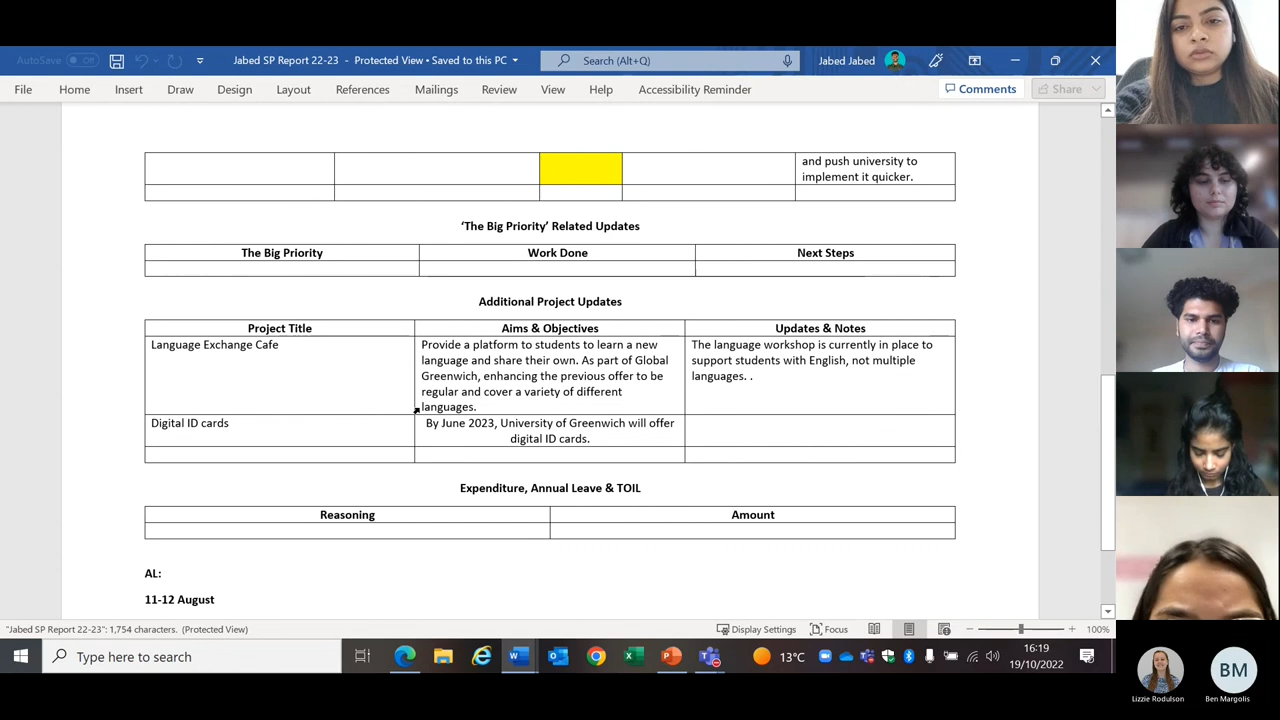 AutoSave Off
Jabed SP Report 22-23 - Protected View • Saved to this PC
Search (Alt+Q)
Jabed Jabed
File Home Insert Draw Design Layout References Mailings Review View Help Accessibility Reminder
Comments
Share
and push university to
implement it quicker.
‘The Big Priority’ Related Updates
The Big Priority Work Done Next Steps
Additional Project Updates
Project Title Aims & Objectives Updates & Notes
Language Exchange Cafe
Provide a platform to students to learn a new
language and share their own. As part of Global
Greenwich, enhancing the previous offer to be
regular and cover a variety of different
languages.
The language workshop is currently in place to
support students with English, not multiple
languages. .
Digital ID cards
By June 2023, University of Greenwich will offer
digital ID cards.
Expenditure, Annual Leave & TOIL
Reasoning Amount
AL:
11-12 August
"Jabed SP Report 22-23": 1,754 characters. (Protected View)
Display Settings
Focus
100%
Type here to search
13°C
16:19
19/10/2022
BM
Lizzie Rodulson
Ben Margolis